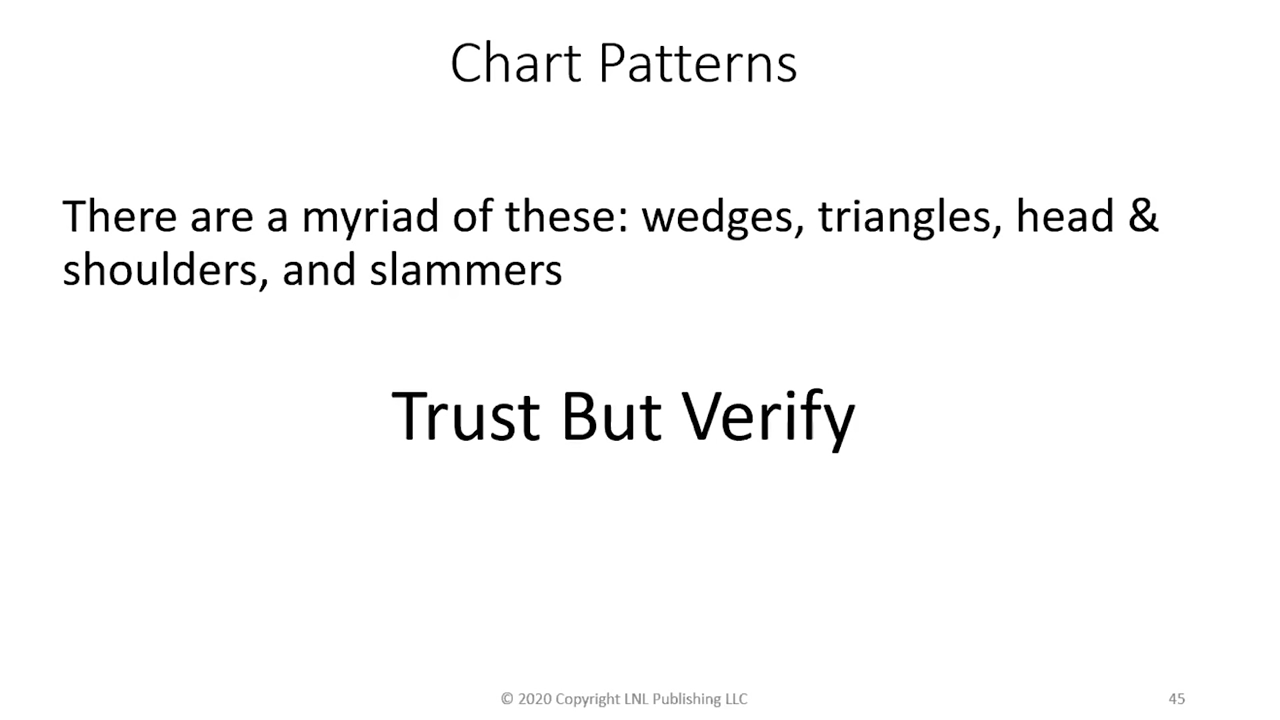 Chart Patterns
There are a myriad of these: wedges, triangles, head &
shoulders, and slammers
Trust But Verify
© 2020 Copyright LNL Publishing LLC
45